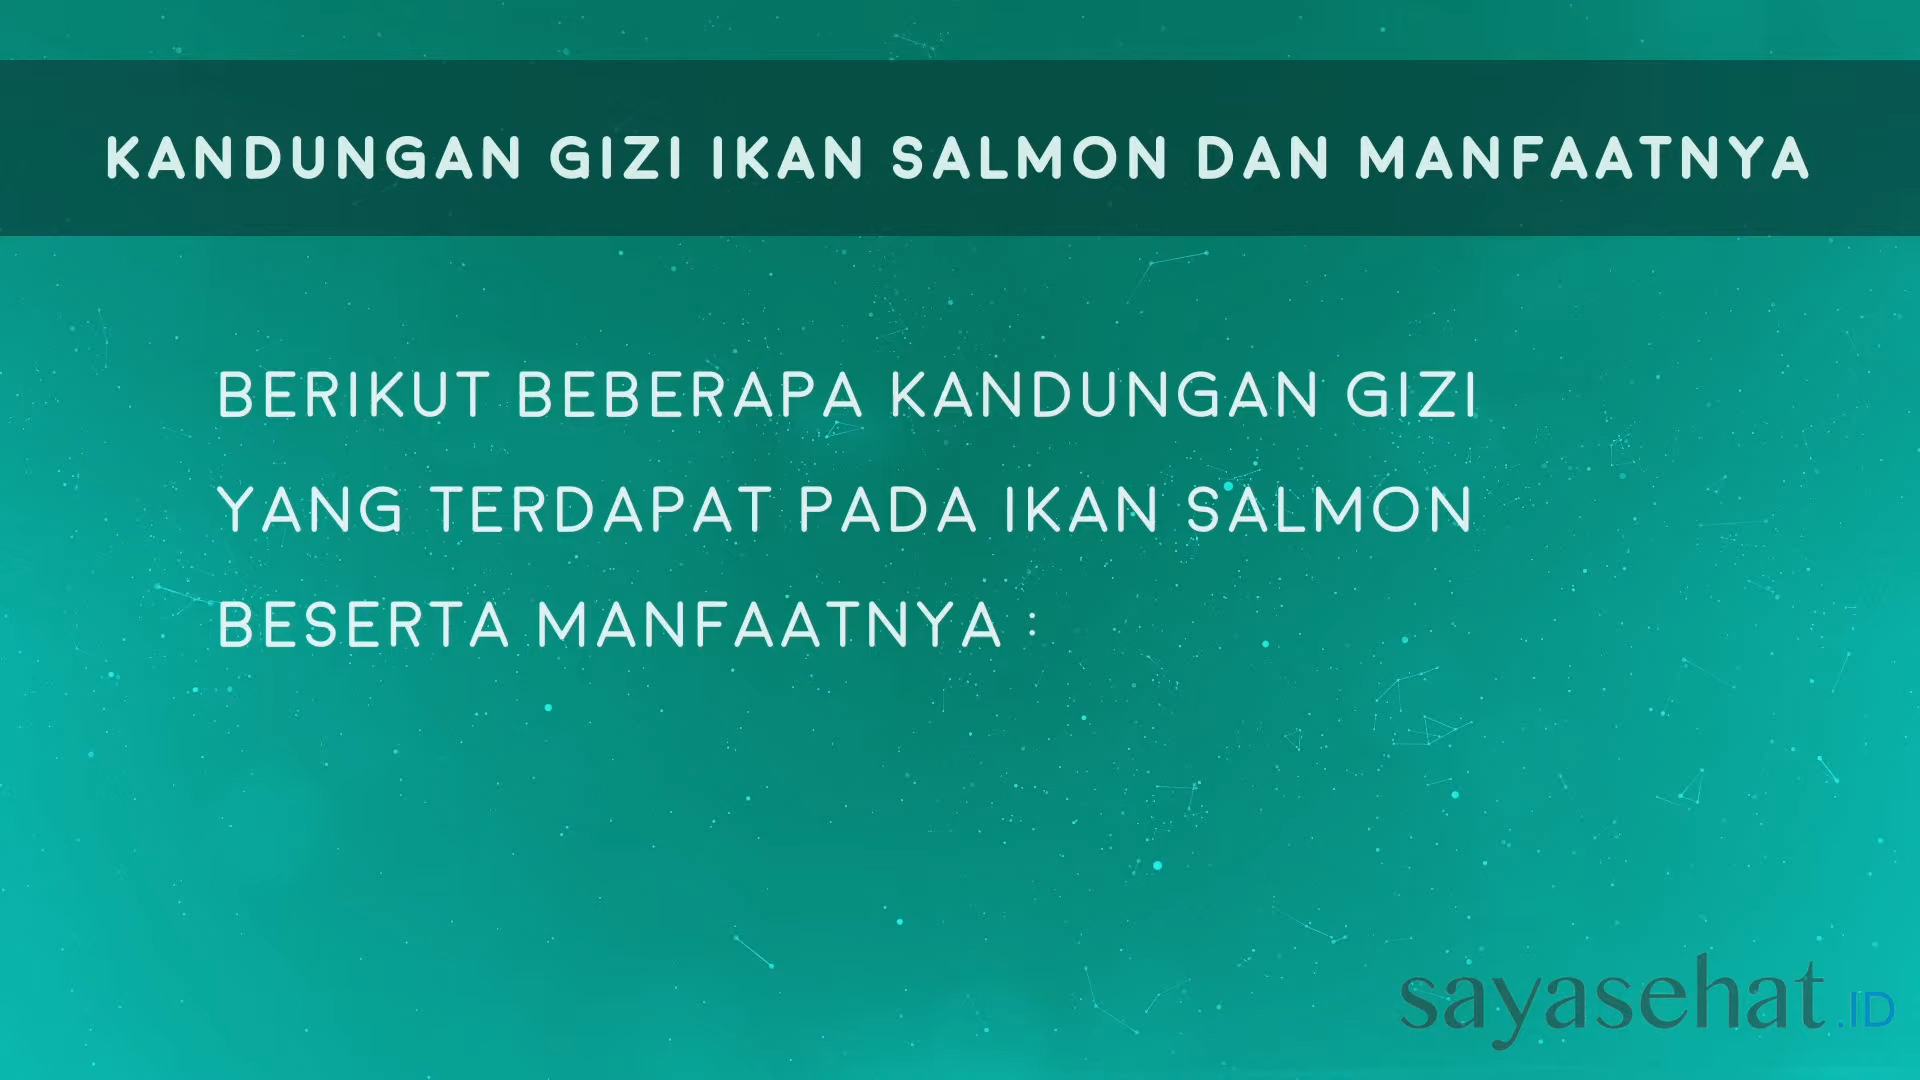 KANDUNGAN GIZI IKAN SALMON DAN MANFAATNYA
BERIKUT BEBERAPA KANDUNGAN GIZI
YANG TERDAPAT PADA IKAN SALMON
BESERTA MANFAATNYA :
sayasehat.ID